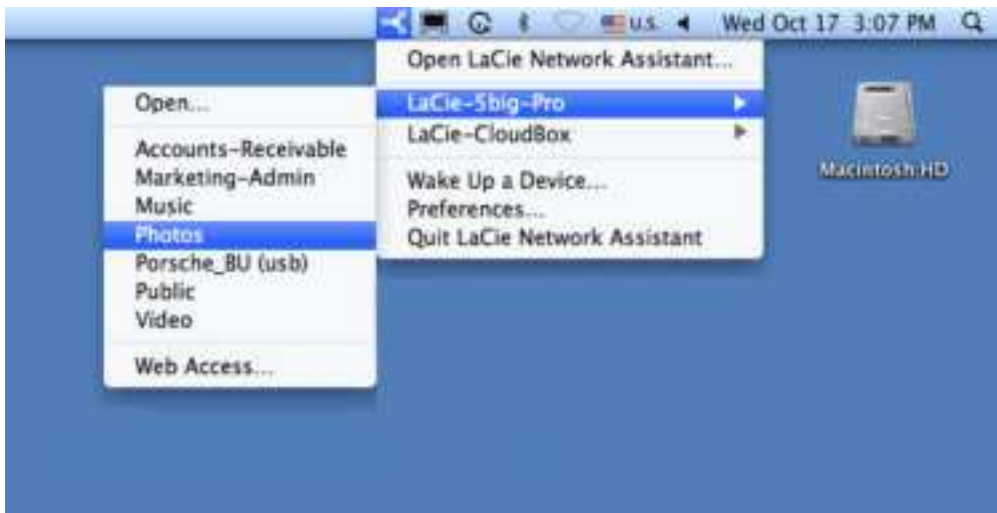 U.S.
Wed Oct 17 3:07 PM
Open LaCie Network Assistant...
LaCie-5big-Pro
LaCie-CloudBox
Wake Up a Device...
Preferences...
Quit LaCie Network Assistant
Open...
Accounts-Receivable
Marketing-Admin
Music
Photos
Porsche_BU (usb)
Public
Video
Web Access...
Macintosh HD